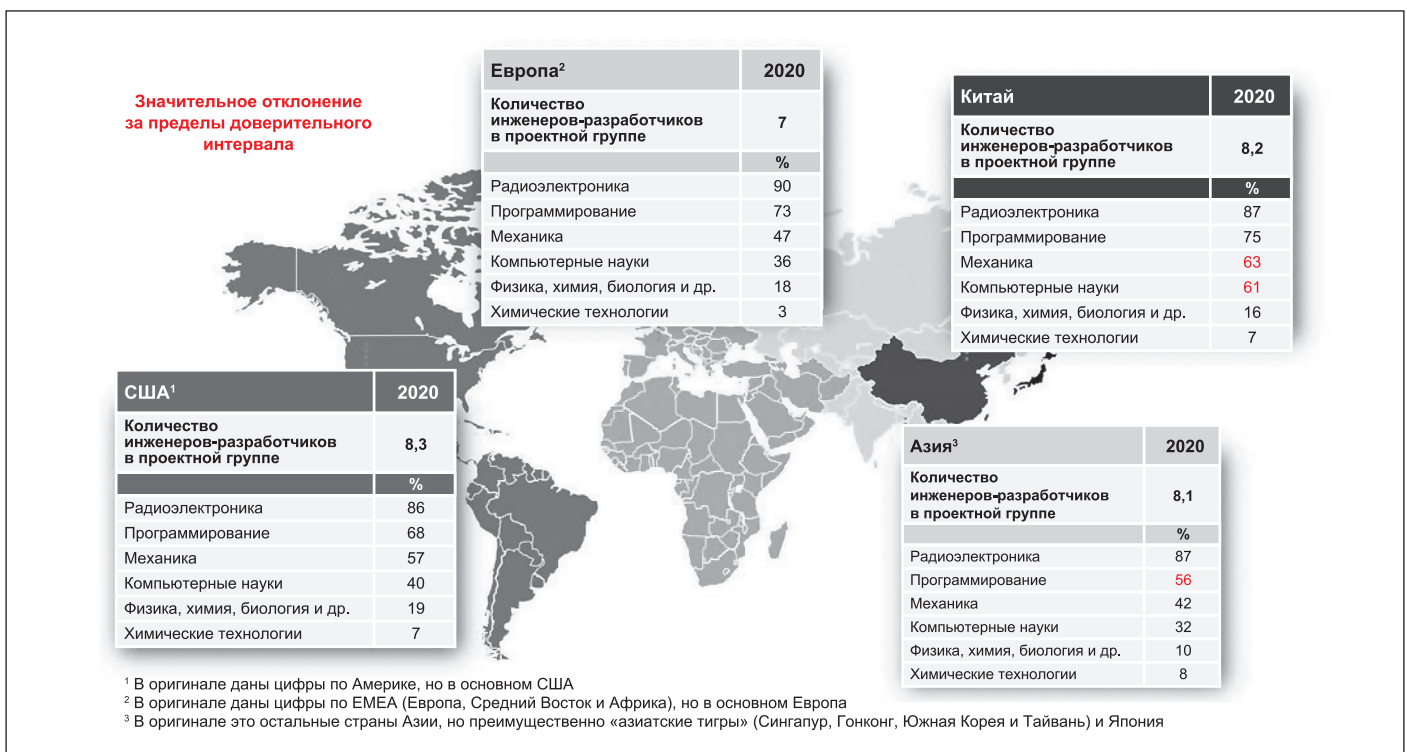 Значительное отклонение
за пределы доверительного
интервала
Европа² 2020
Количество
инженеров-разработчиков
в проектной группе 7
%
Радиоэлектроника 90
Программирование 73
Механика 47
Компьютерные науки 36
Физика, химия, биология и др. 18
Химические технологии 3
Китай 2020
Количество
инженеров-разработчиков
в проектной группе 8,2
%
Радиоэлектроника 87
Программирование 75
Механика 63
Компьютерные науки 61
Физика, химия, биология и др. 16
Химические технологии 7
США¹ 2020
Количество
инженеров-разработчиков
в проектной группе 8,3
%
Радиоэлектроника 86
Программирование 68
Механика 57
Компьютерные науки 40
Физика, химия, биология и др. 19
Химические технологии 7
Азия³ 2020
Количество
инженеров-разработчиков
в проектной группе 8,1
%
Радиоэлектроника 87
Программирование 56
Механика 42
Компьютерные науки 32
Физика, химия, биология и др. 10
Химические технологии 8
¹ В оригинале даны цифры по Америке, но в основном США
² В оригинале даны цифры по EMEA (Европа, Средний Восток и Африка), но в основном Европа
³ В оригинале это остальные страны Азии, но преимущественно «азиатские тигры» (Сингапур, Гонконг, Южная Корея и Тайвань) и Япония